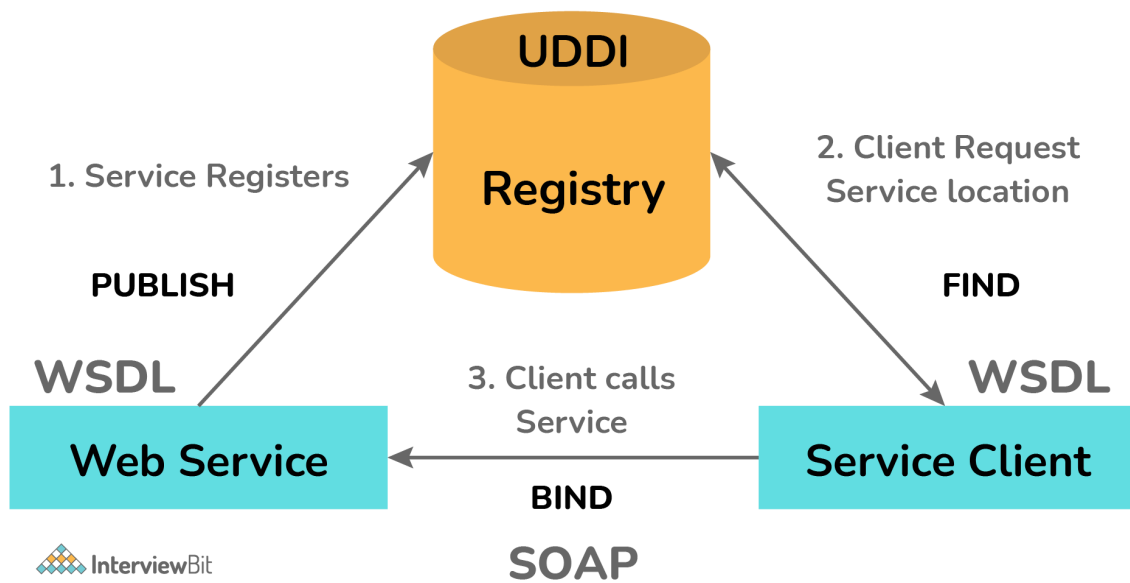 UDDI
Registry
1. Service Registers
2. Client Request
Service location
PUBLISH
FIND
WSDL
WSDL
3. Client calls
Service
Web Service
Service Client
BIND
SOAP
InterviewBit